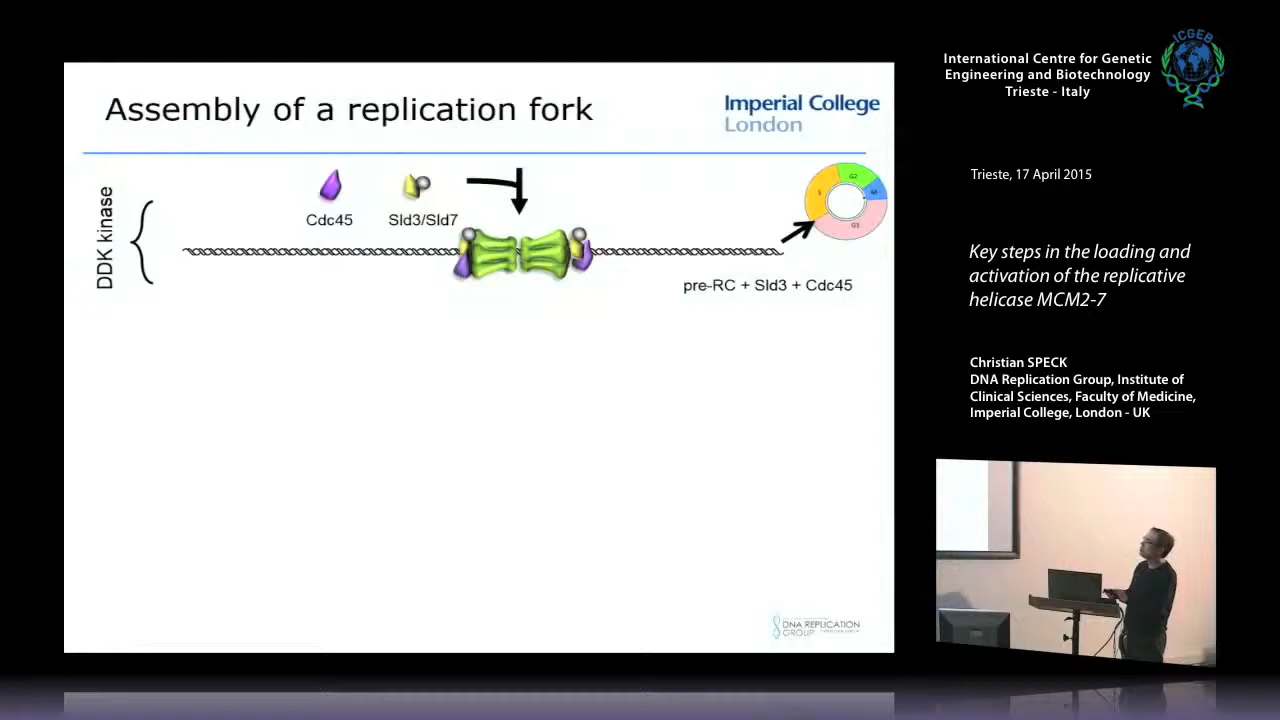 Assembly of a replication fork
Imperial College
London
DDK kinase
Cdc45
Sld3/Sld7
S
G2
M
G1
pre-RC + Sld3 + Cdc45
DNA REPLICATION
GROUP
International Centre for Genetic
Engineering and Biotechnology
Trieste - Italy
ICGEB
Trieste, 17 April 2015
Key steps in the loading and
activation of the replicative
helicase MCM2-7
Christian SPECK
DNA Replication Group, Institute of
Clinical Sciences, Faculty of Medicine,
Imperial College, London - UK